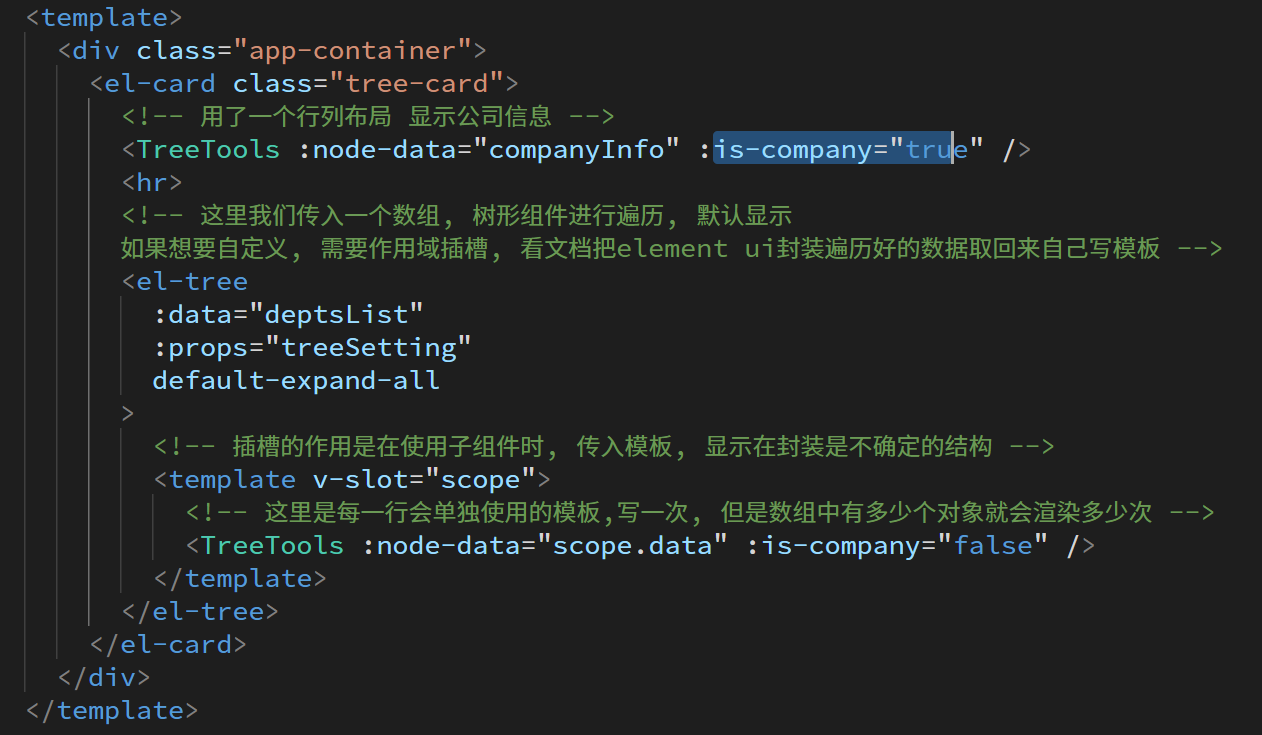 <template>
<div class="app-container">
<el-card class="tree-card">
<!-- 用了一个行列布局 显示公司信息 -->
<TreeTools :node-data="companyInfo" :is-company="true" />
<hr>
<!-- 这里我们传入一个数组, 树形组件进行遍历, 默认显示
如果想要自定义, 需要作用域插槽, 看文档把element ui封装遍历好的数据取回来自己写模板 -->
<el-tree
:data="deptsList"
:props="treeSetting"
default-expand-all
>
<!-- 插槽的作用是在使用子组件时, 传入模板, 显示在封装是不确定的结构 -->
<template v-slot="scope">
<!-- 这里是每一行会单独使用的模板,写一次, 但是数组中有多少个对象就会渲染多少次 -->
<TreeTools :node-data="scope.data" :is-company="false" />
</template>
</el-tree>
</el-card>
</div>
</template>